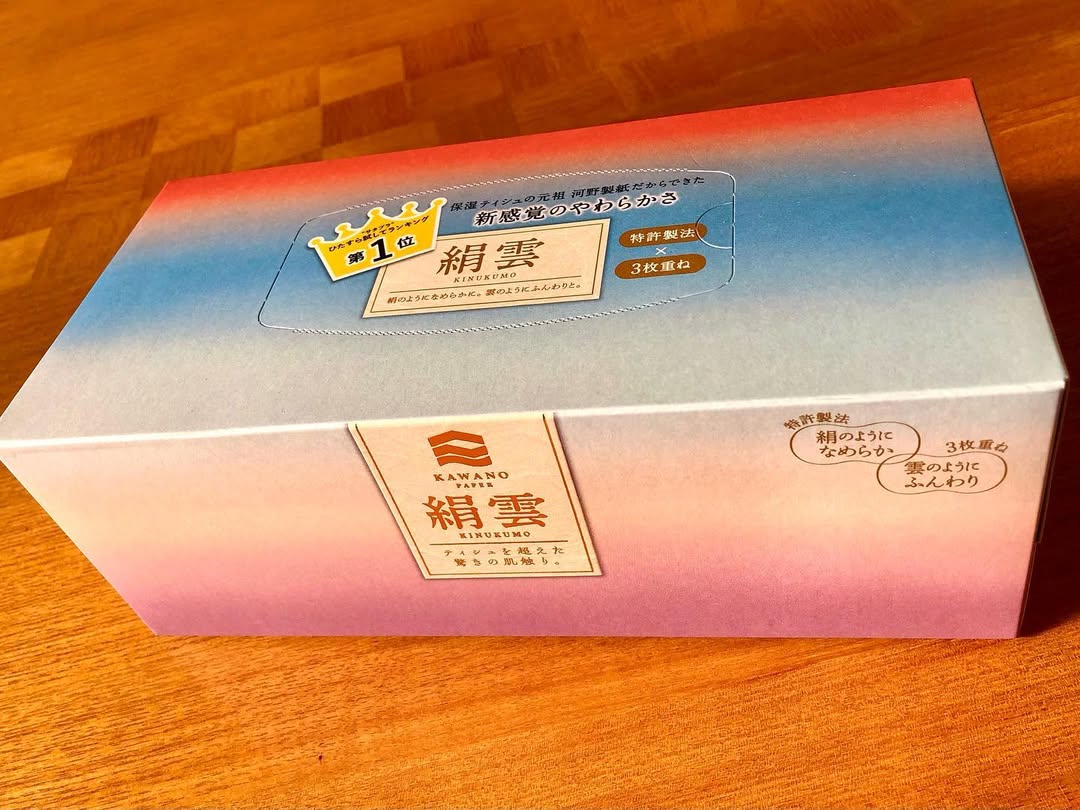 保湿ティシュの元祖 河野製紙だからできた
新感覚のやわらかさ
＼サキプラ／
ひたすら試してランキング
第1位
絹雲
KINUKUMO
絹のようになめらかに。雲のようにふんわりと。
特許製法
×
3枚重ね
KAWANO
PAPER
絹雲
KINUKUMO
ティシュを超えた
驚きの肌触り。
特許製法
絹のように
なめらか
3枚重ね
雲のように
ふんわり